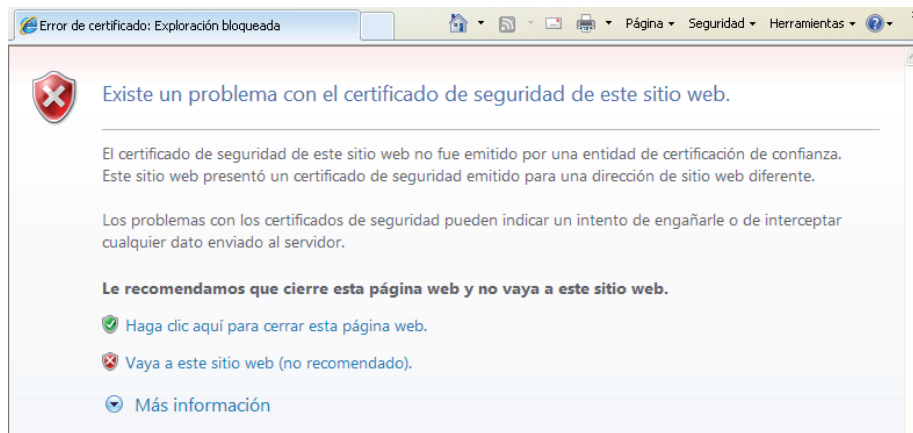 Error de certificado: Exploración bloqueada
Página
Seguridad
Herramientas
Existe un problema con el certificado de seguridad de este sitio web.
El certificado de seguridad de este sitio web no fue emitido por una entidad de certificación de confianza.
Este sitio web presentó un certificado de seguridad emitido para una dirección de sitio web diferente.
Los problemas con los certificados de seguridad pueden indicar un intento de engañarle o de interceptar
cualquier dato enviado al servidor.
Le recomendamos que cierre esta página web y no vaya a este sitio web.
Haga clic aquí para cerrar esta página web.
Vaya a este sitio web (no recomendado).
Más información